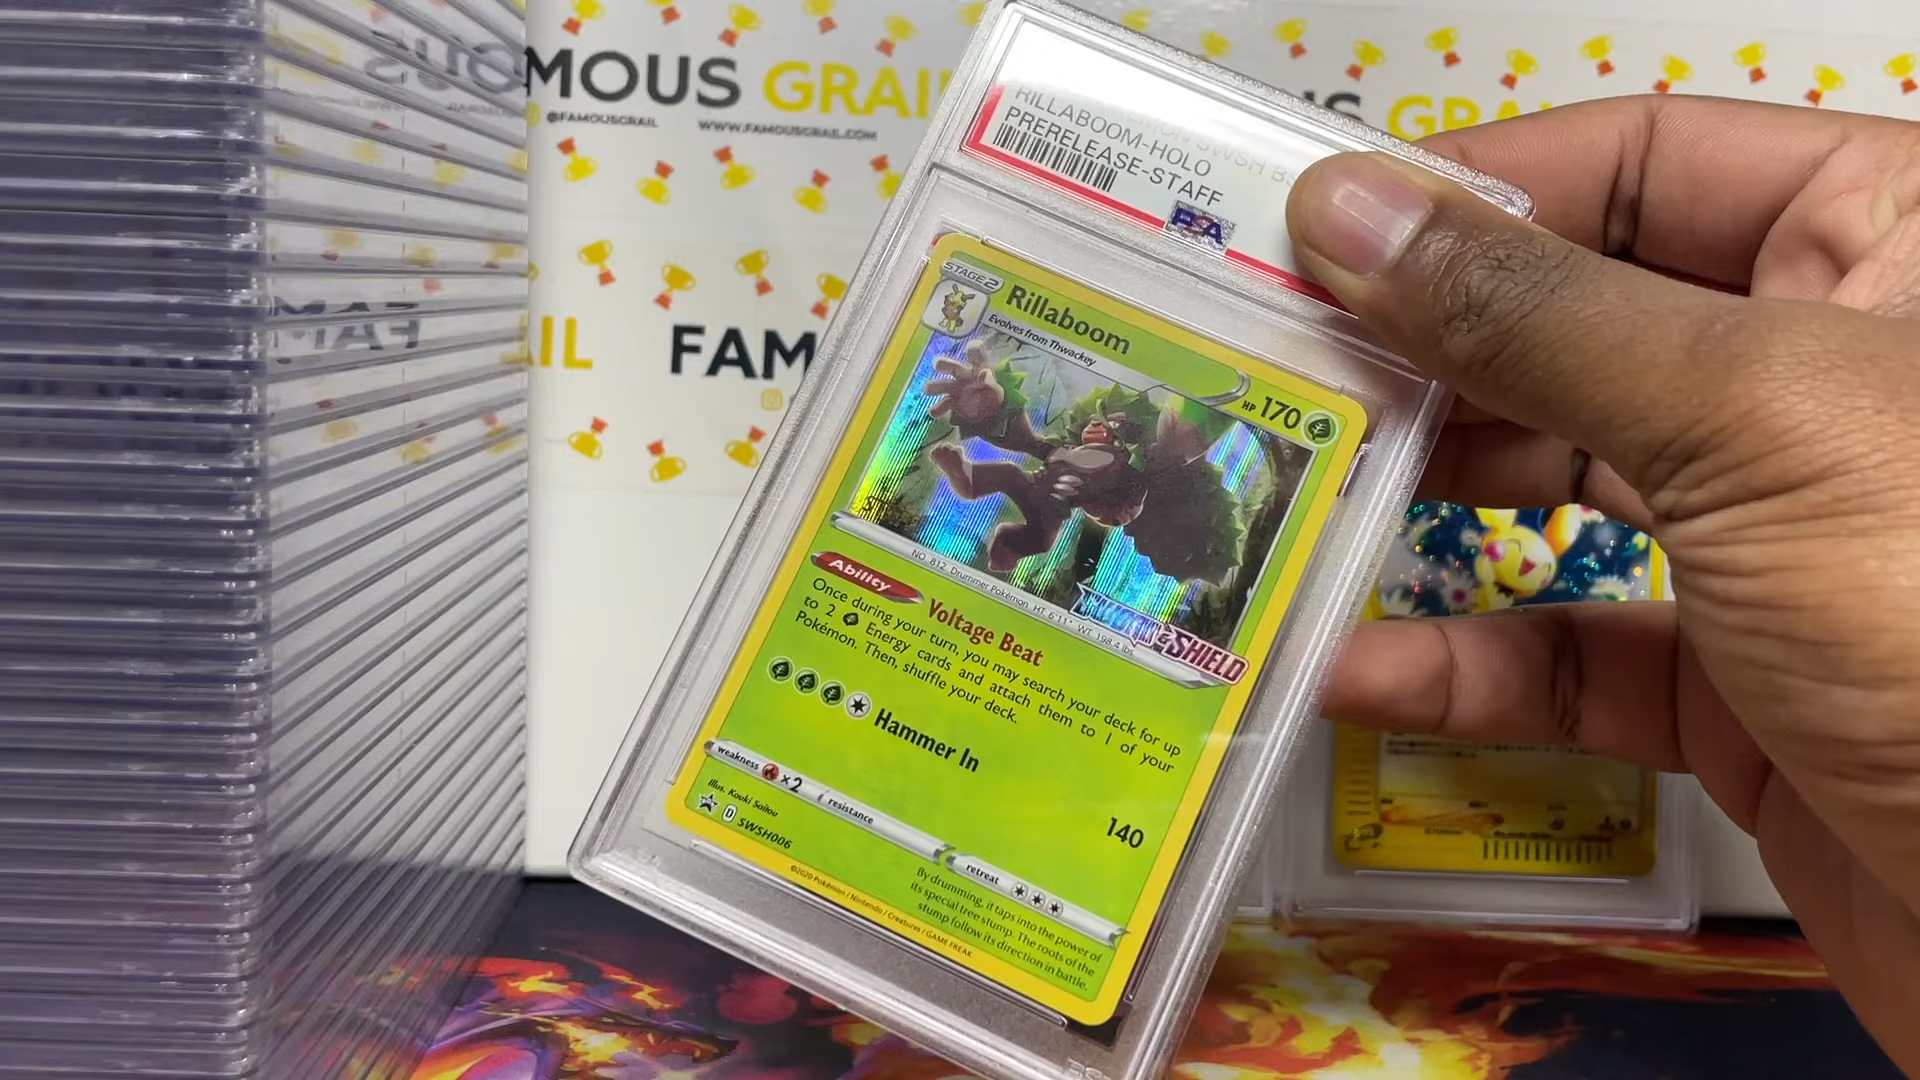 FAMOUS GRAIL
@FAMOUSGRAIL
WWW.FAMOUSGRAIL.COM
FAM
RILLABOOM-HOLO
PRERELEASE-STAFF
PSA
STAGE 2
Rillaboom
Evolves from Thwackey
HP 170
STAFF
NO. 812 Drummer Pokémon HT 6'11" WT 198.4 lbs.
SWORD & SHIELD
Ability
Voltage Beat
Once during your turn, you may search your deck for up
to 2 Energy cards and attach them to 1 of your
Pokémon. Then, shuffle your deck.
Hammer In
140
weakness ×2
resistance
retreat
Illus. Kouki Saitou
D SWSH006
By drumming, it taps into the power of
its special tree stump. The roots of the
stump follow its direction in battle.
©2020 Pokémon / Nintendo / Creatures / GAME FREAK